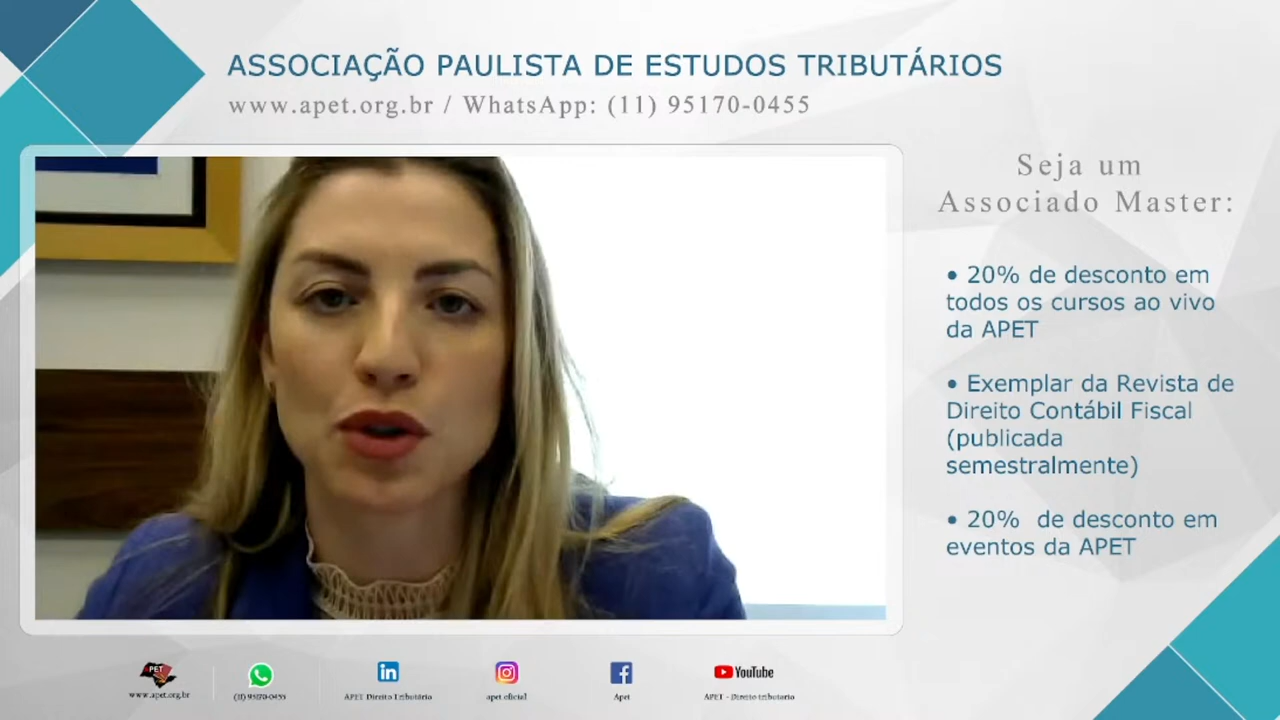 ASSOCIAÇÃO PAULISTA DE ESTUDOS TRIBUTÁRIOS
www.apet.org.br / WhatsApp: (11) 95170-0455
Seja um
Associado Master:
• 20% de desconto em
todos os cursos ao vivo
da APET
• Exemplar da Revista de
Direito Contábil Fiscal
(publicada
semestralmente)
• 20% de desconto em
eventos da APET
APET
www.apet.org.br
(11) 95170-0455
APET Direito Tributário
apet.oficial
Apet
YouTube
APET - Direito tributario